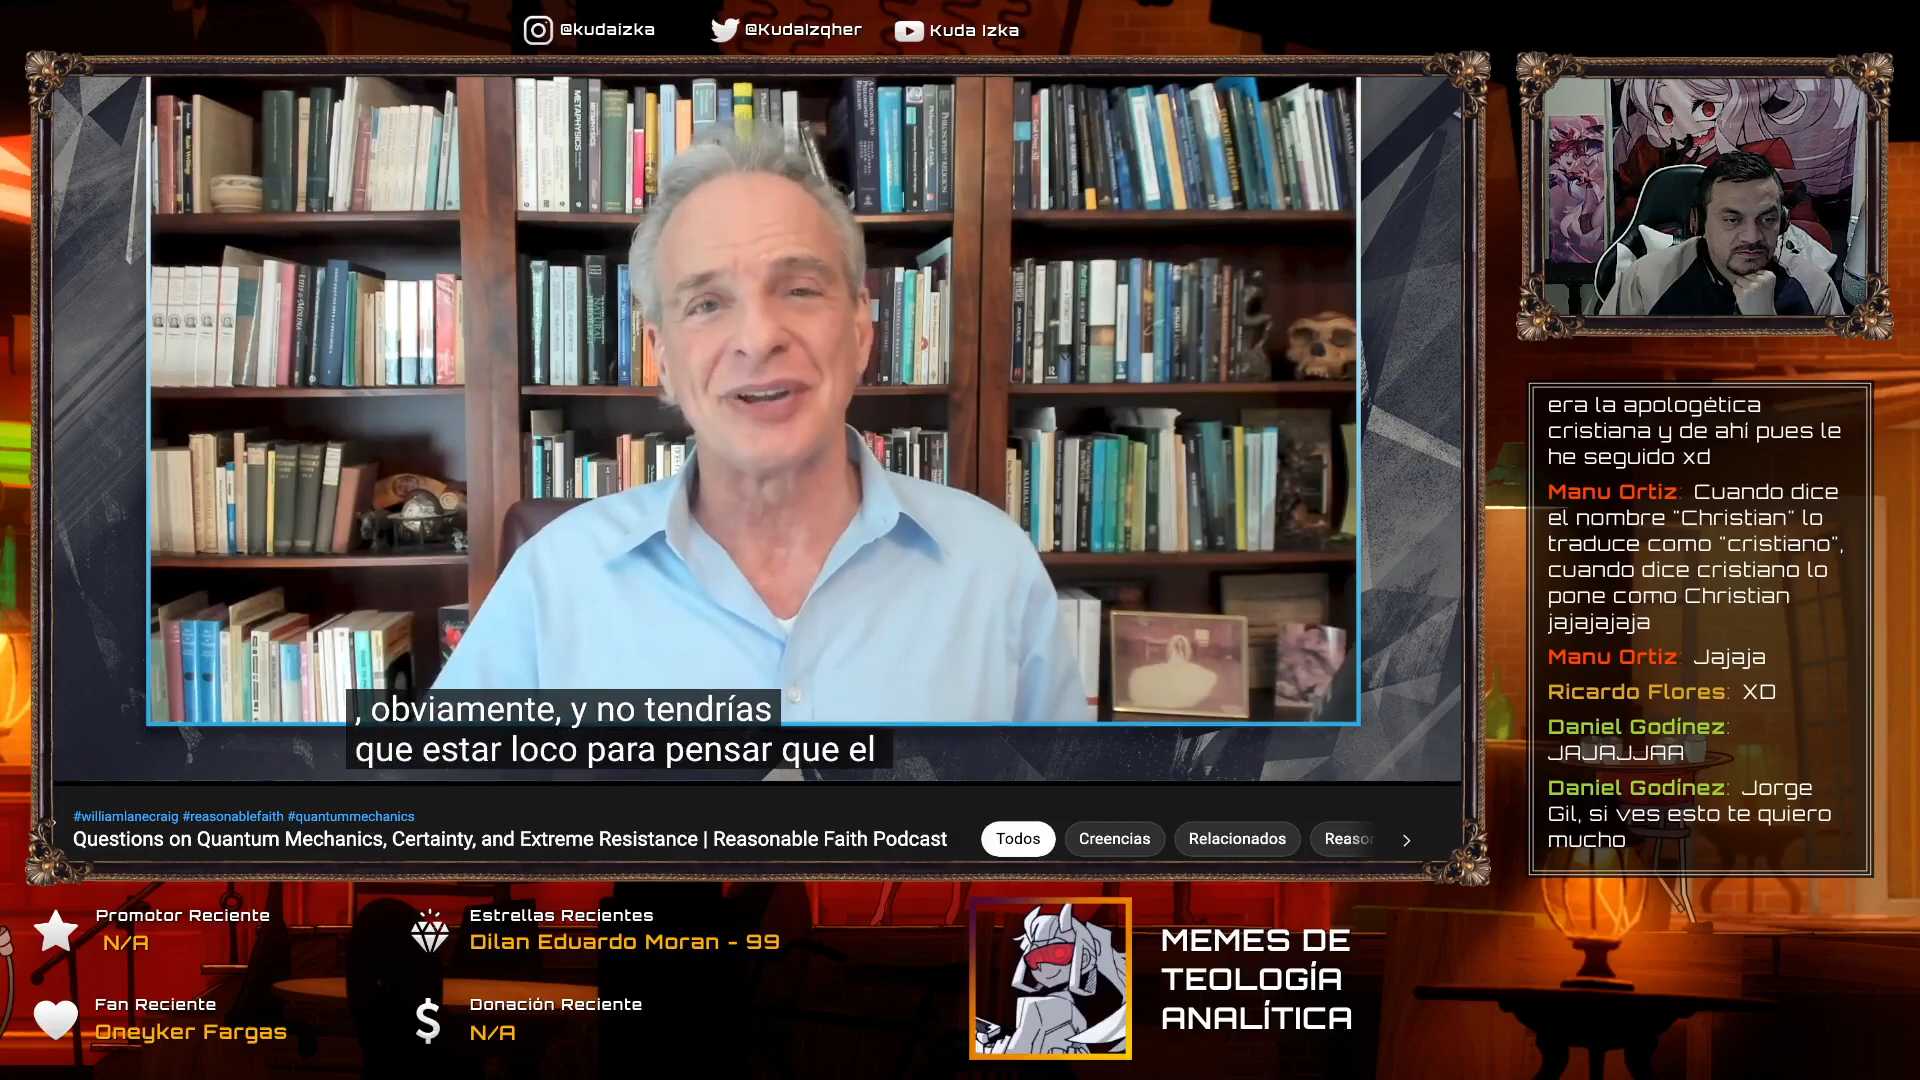 @kudaizka
@KudaIzqher
Kuda Izka
METAPHYSICS
, obviamente, y no tendrías
que estar loco para pensar que el
#williamlanecraig #reasonablefaith #quantummechanics
Questions on Quantum Mechanics, Certainty, and Extreme Resistance | Reasonable Faith Podcast
Todos
Creencias
Relacionados
Reason
era la apologética
cristiana y de ahí pues le
he seguido xd
Manu Ortiz: Cuando dice
el nombre "Christian" lo
traduce como "cristiano",
cuando dice cristiano lo
pone como Christian
jajajajaja
Manu Ortiz: Jajaja
Ricardo Flores: XD
Daniel Godínez:
JAJAJJAA
Daniel Godínez: Jorge
Gil, si ves esto te quiero
mucho
Promotor Reciente
N/A
Estrellas Recientes
Dilan Eduardo Moran - 99
Fan Reciente
Oneyker Fargas
Donación Reciente
N/A
MEMES DE
TEOLOGÍA
ANALÍTICA